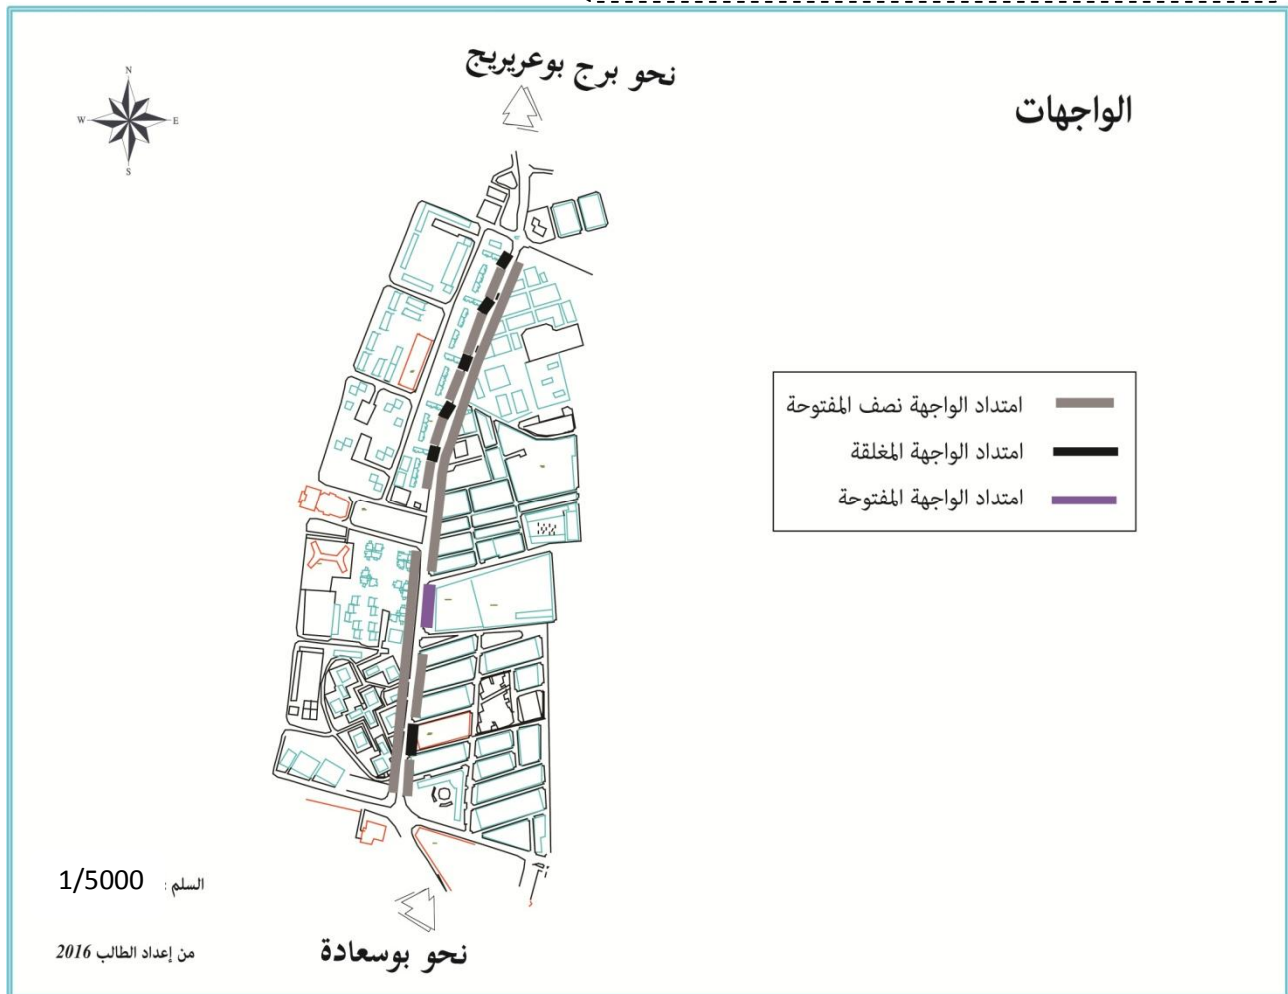 نحو برج بوعريريج
الواجهات
N
W
E
S
امتداد الواجهة نصف المفتوحة
امتداد الواجهة المغلقة
امتداد الواجهة المفتوحة
السلم : 1/5000
من إعداد الطالب 2016
نحو بوسعادة